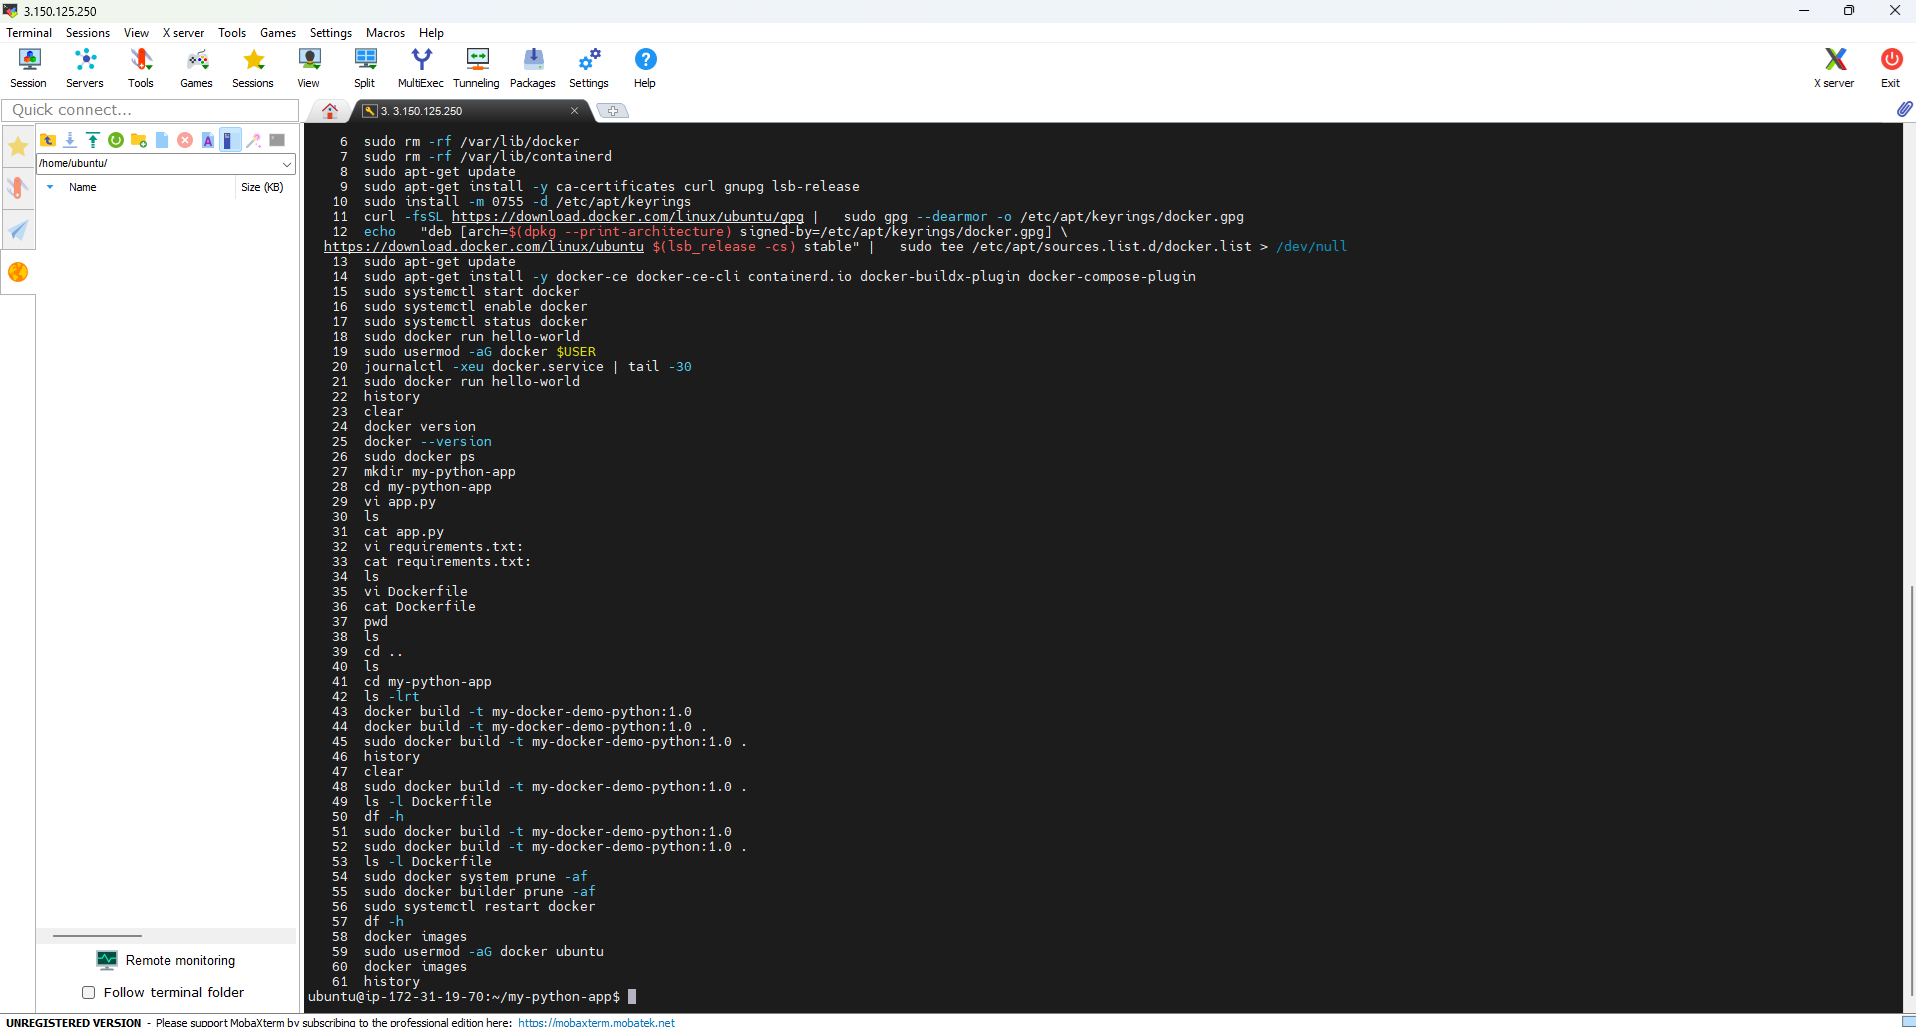 3.150.125.250
Terminal Sessions View X server Tools Games Settings Macros Help
Session Servers Tools Games Sessions View Split MultiExec Tunneling Packages Settings Help X server Exit
Quick connect...
3. 3.150.125.250
/home/ubuntu/
Name Size (KB)
6 sudo rm -rf /var/lib/docker
7 sudo rm -rf /var/lib/containerd
8 sudo apt-get update
9 sudo apt-get install -y ca-certificates curl gnupg lsb-release
10 sudo install -m 0755 -d /etc/apt/keyrings
11 curl -fsSL https://download.docker.com/linux/ubuntu/gpg | sudo gpg --dearmor -o /etc/apt/keyrings/docker.gpg
12 echo "deb [arch=$(dpkg --print-architecture) signed-by=/etc/apt/keyrings/docker.gpg] \
https://download.docker.com/linux/ubuntu $(lsb_release -cs) stable" | sudo tee /etc/apt/sources.list.d/docker.list > /dev/null
13 sudo apt-get update
14 sudo apt-get install -y docker-ce docker-ce-cli containerd.io docker-buildx-plugin docker-compose-plugin
15 sudo systemctl start docker
16 sudo systemctl enable docker
17 sudo systemctl status docker
18 sudo docker run hello-world
19 sudo usermod -aG docker $USER
20 journalctl -xeu docker.service | tail -30
21 sudo docker run hello-world
22 history
23 clear
24 docker version
25 docker --version
26 sudo docker ps
27 mkdir my-python-app
28 cd my-python-app
29 vi app.py
30 ls
31 cat app.py
32 vi requirements.txt:
33 cat requirements.txt:
34 ls
35 vi Dockerfile
36 cat Dockerfile
37 pwd
38 ls
39 cd ..
40 ls
41 cd my-python-app
42 ls -lrt
43 docker build -t my-docker-demo-python:1.0
44 docker build -t my-docker-demo-python:1.0 .
45 sudo docker build -t my-docker-demo-python:1.0 .
46 history
47 clear
48 sudo docker build -t my-docker-demo-python:1.0 .
49 ls -l Dockerfile
50 df -h
51 sudo docker build -t my-docker-demo-python:1.0
52 sudo docker build -t my-docker-demo-python:1.0 .
53 ls -l Dockerfile
54 sudo docker system prune -af
55 sudo docker builder prune -af
56 sudo systemctl restart docker
57 df -h
58 docker images
59 sudo usermod -aG docker ubuntu
60 docker images
61 history
ubuntu@ip-172-31-19-70:~/my-python-app$
Remote monitoring
Follow terminal folder
UNREGISTERED VERSION - Please support MobaXterm by subscribing to the professional edition here: https://mobaxterm.mobatek.net